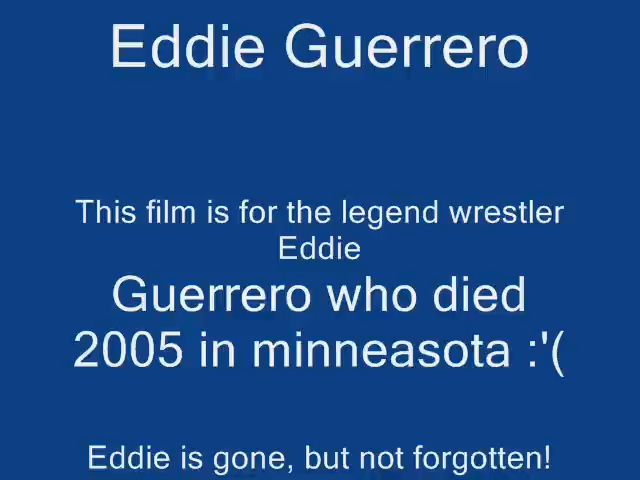 Eddie Guerrero
This film is for the legend wrestler
Eddie
Guerrero who died
2005 in minneasota :'(
Eddie is gone, but not forgotten!